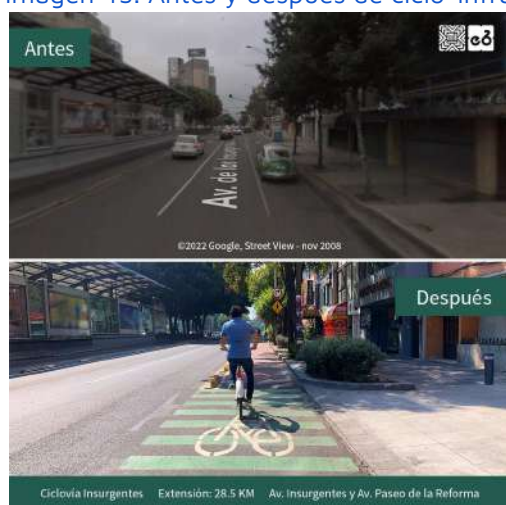 Antes
Av. de los Insurgentes
©2022 Google, Street View - nov 2008
Después
Ciclovía Insurgentes Extensión: 28.5 KM Av. Insurgentes y Av. Paseo de la Reforma